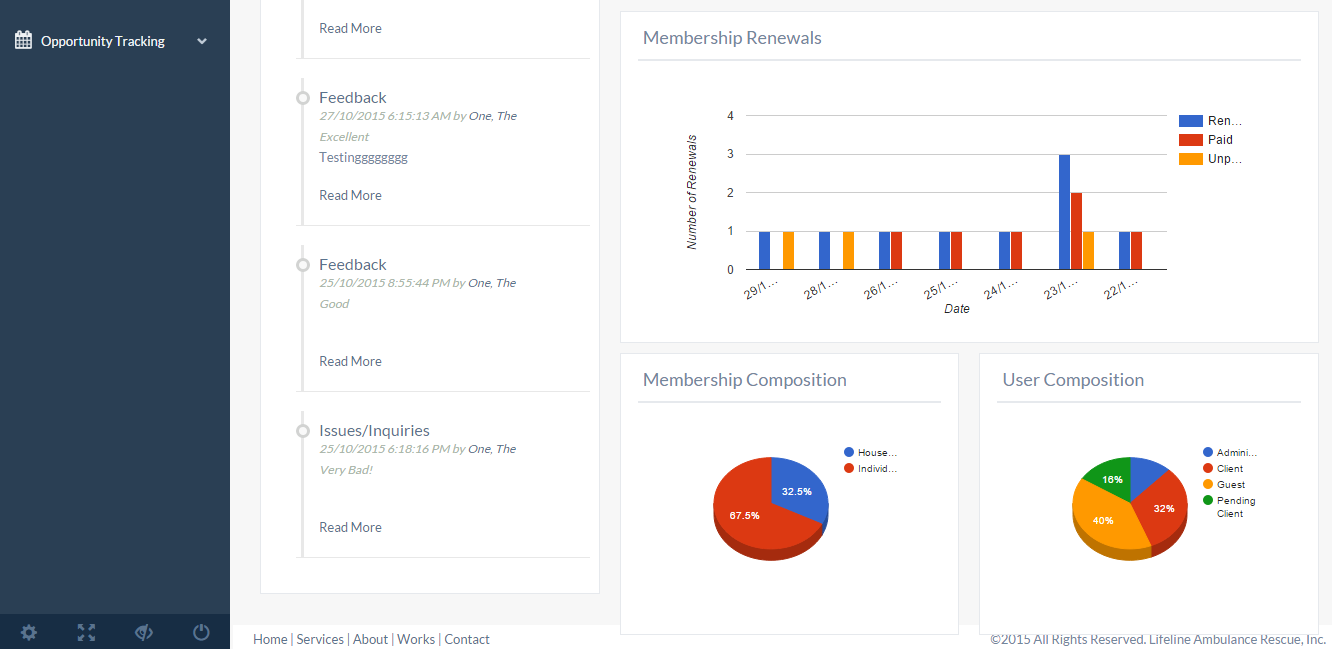 Opportunity Tracking
Read More
Feedback
27/10/2015 6:15:13 AM by One, The
Excellent
Testingggggggg
Read More
Feedback
25/10/2015 8:55:44 PM by One, The
Good
Read More
Issues/Inquiries
25/10/2015 6:18:16 PM by One, The
Very Bad!
Read More
Membership Renewals
Number of Renewals
4
3
2
1
0
29/1...
28/1...
26/1...
25/1...
24/1...
23/1...
22/1...
Date
Ren...
Paid
Unp...
Membership Composition
32.5%
67.5%
House...
Individ...
User Composition
16%
32%
40%
Admini...
Client
Guest
Pending
Client
Home | Services | About | Works | Contact
©2015 All Rights Reserved. Lifeline Ambulance Rescue, Inc.